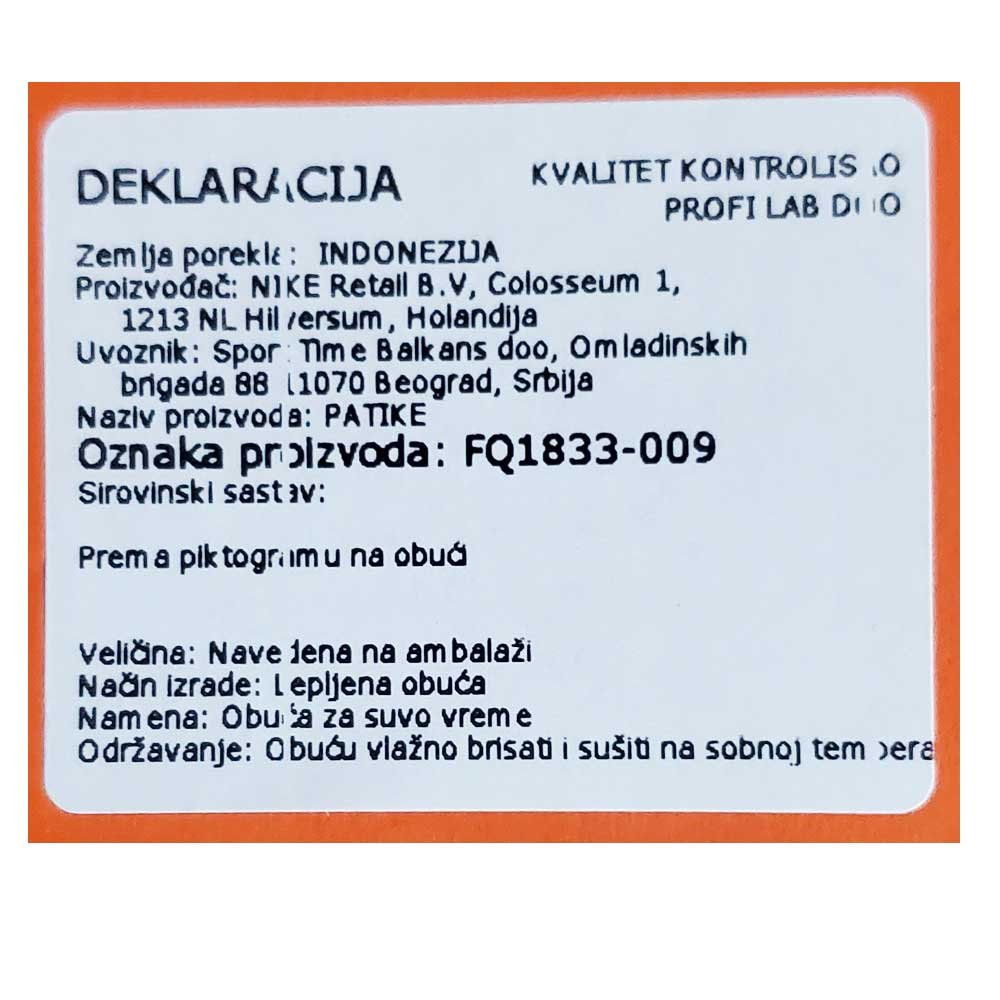 DEKLARACIJA
KVALITET KONTROLISAO
PROFI LAB DOO
Zemlja porekla: INDONEZIJA
Proizvođač: NIKE Retail B.V, Colosseum 1,
1213 NL Hilversum, Holandija
Uvoznik: Sport Time Balkans doo, Omladinskih
brigada 88 11070 Beograd, Srbija
Naziv proizvoda: PATIKE
Oznaka proizvoda: FQ1833-009
Sirovinski sastav:
Prema piktogramu na obući
Veličina: Navedena na ambalaži
Način izrade: Lepljena obuća
Namena: Obuća za suvo vreme
Održavanje: Obuću vlažno brisati i sušiti na sobnoj tempera